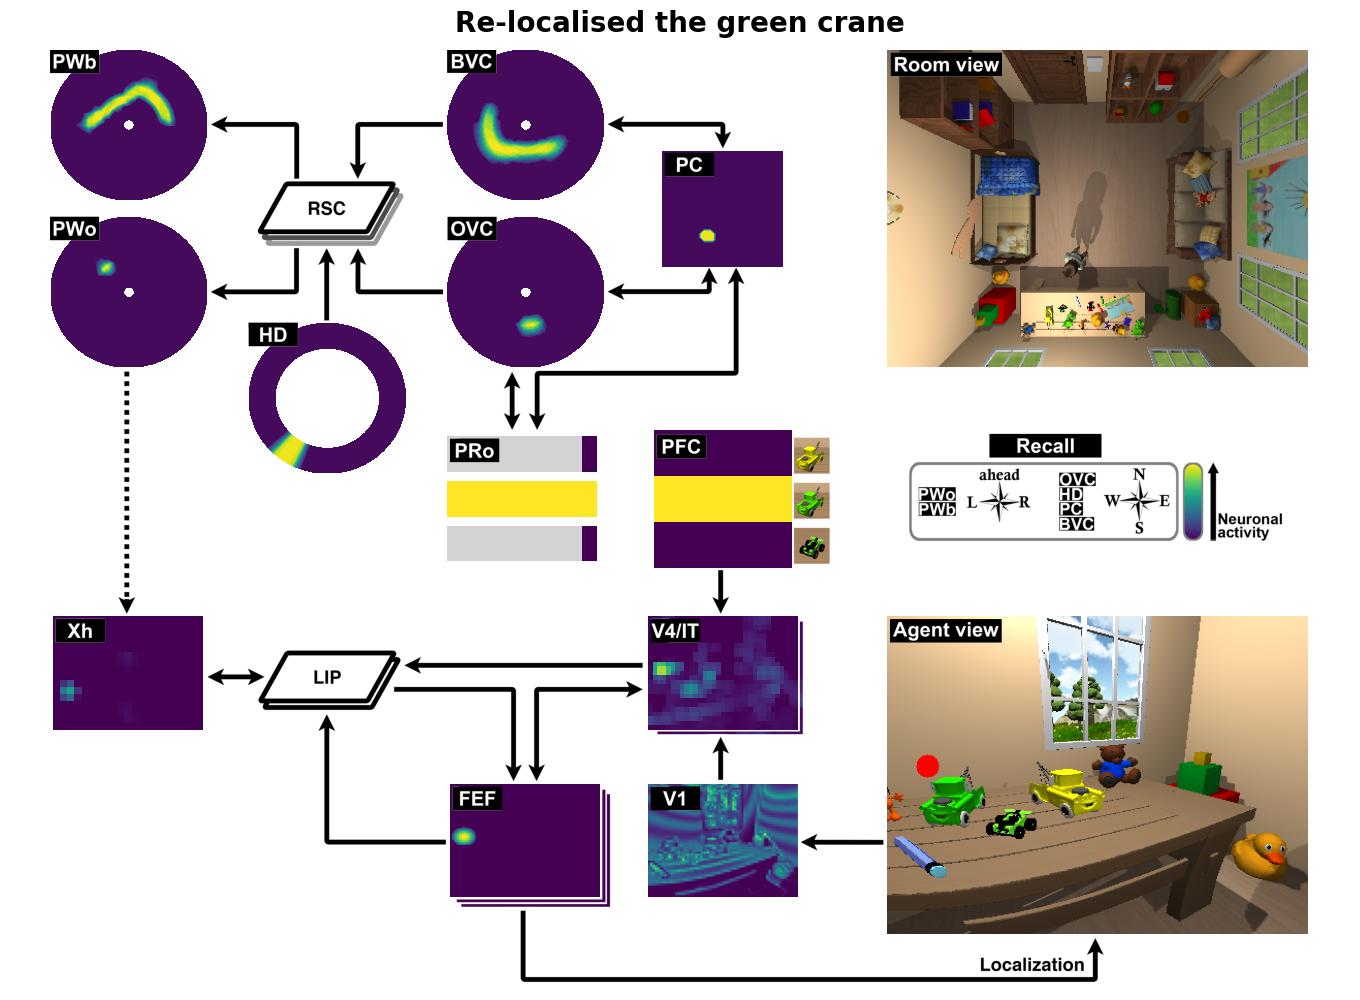 Re-localised the green crane
PWb
BVC
Room view
PC
RSC
PWo
OVC
HD
PRo
PFC
Recall
ahead
PWo
PWb
L
R
OVC
HD
PC
BVC
N
W
E
S
Neuronal
activity
Xh
LIP
V4/IT
Agent view
FEF
V1
Localization